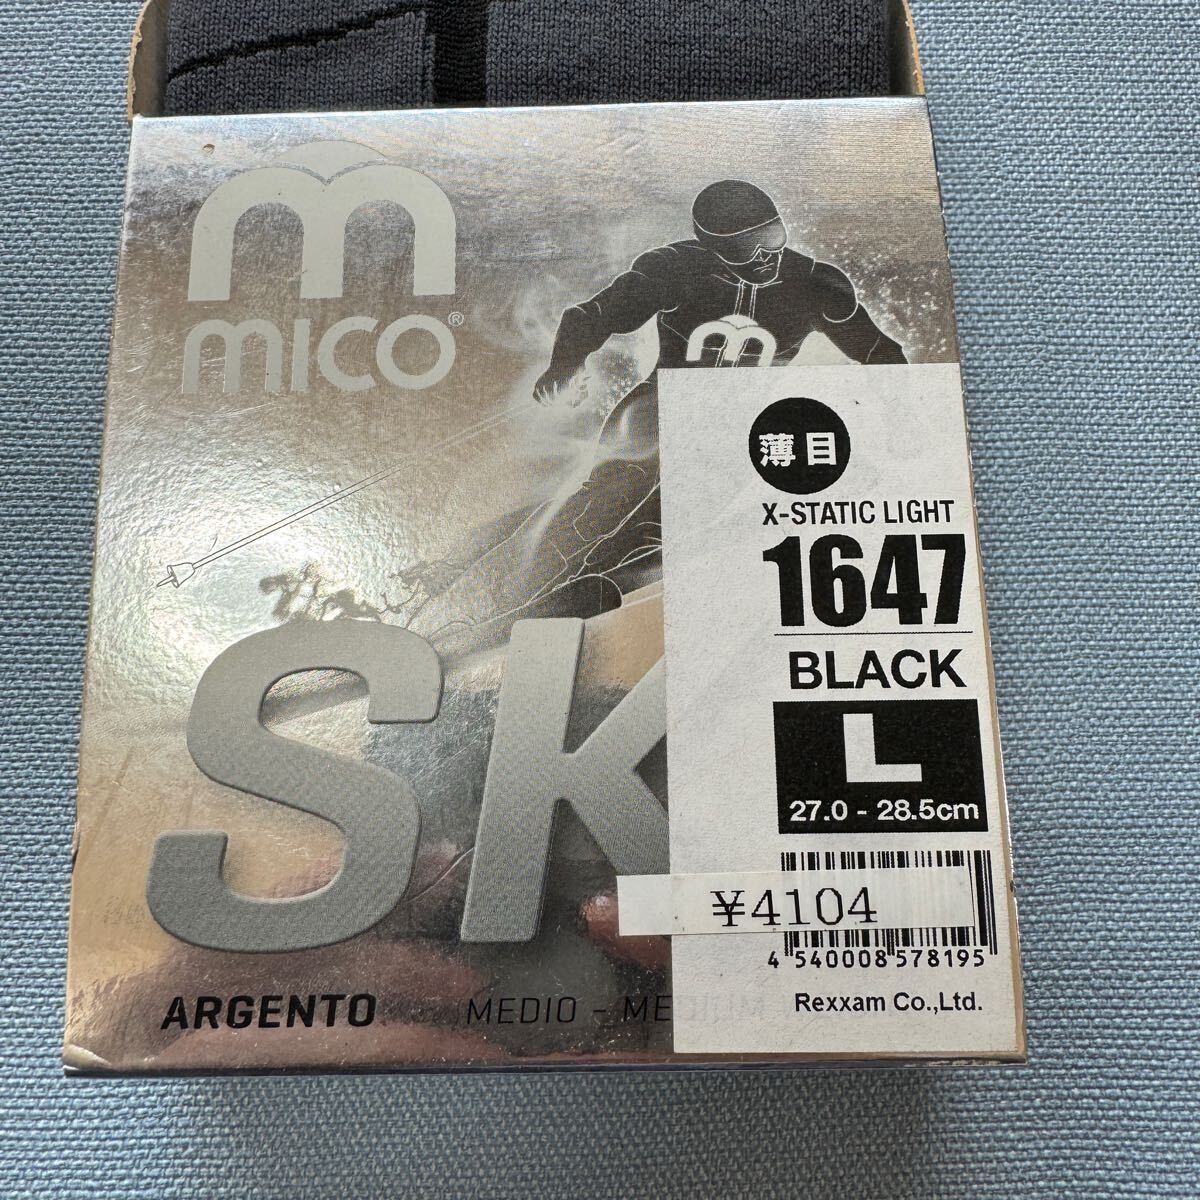 m
mico®
m
薄目
X-STATIC LIGHT
1647
BLACK
L
27.0 - 28.5cm
SK
¥4104
4 540008 578195
ARGENTO
MEDIO - ME
Rexxam Co.,Ltd.